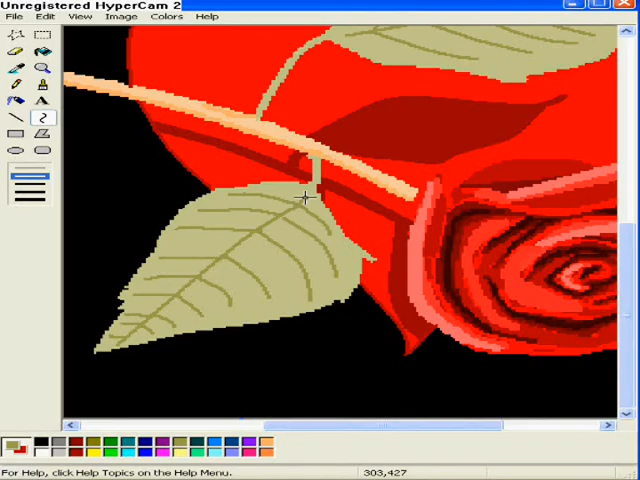 Unregistered HyperCam 2
File Edit View Image Colors Help
A
For Help, click Help Topics on the Help Menu.
303,427